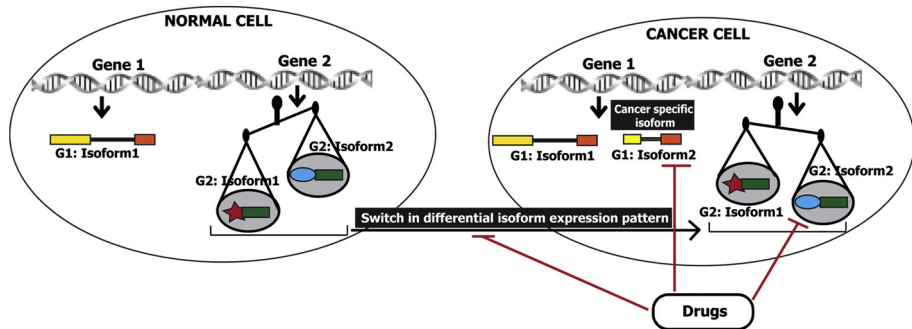 NORMAL CELL
Gene 1
Gene 2
G1: Isoform1
G2: Isoform1
G2: Isoform2
Switch in differential isoform expression pattern
CANCER CELL
Gene 1
Gene 2
Cancer specific
isoform
G1: Isoform1
G1: Isoform2
G2: Isoform1
G2: Isoform2
Drugs